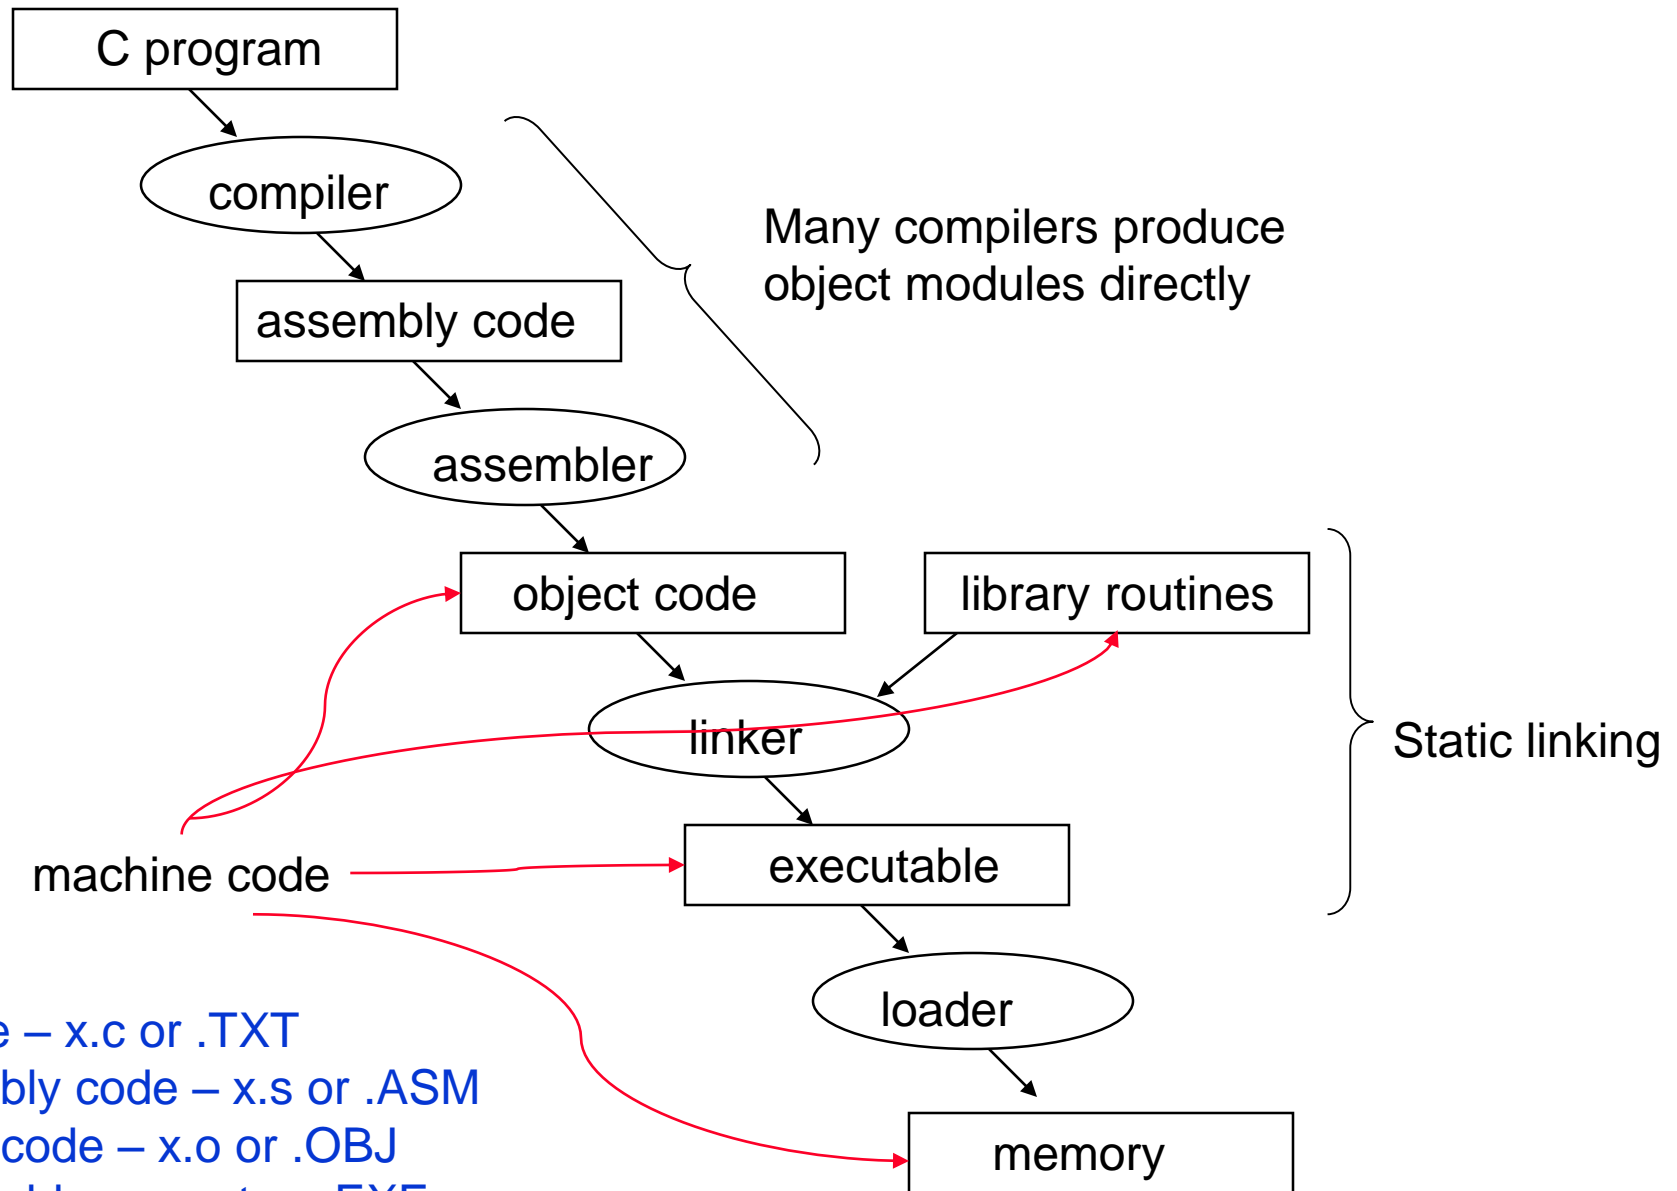 C program
compiler
Many compilers produce
object modules directly
assembly code
assembler
object code
library routines
linker
Static linking
machine code
executable
loader
– x.c or .TXT
code – x.s or .ASM
code – x.o or .OBJ
memory